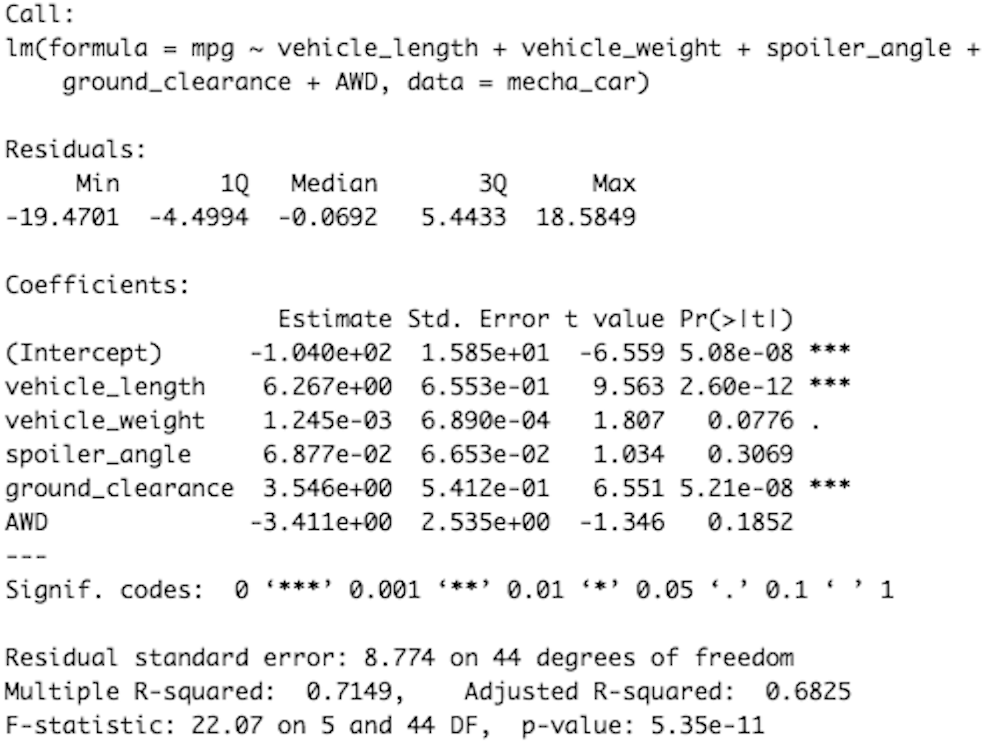 Call:
lm(formula = mpg ~ vehicle_length + vehicle_weight + spoiler_angle +
    ground_clearance + AWD, data = mecha_car)

Residuals:
     Min       1Q   Median       3Q      Max
-19.4701  -4.4994  -0.0692   5.4433  18.5849

Coefficients:
                   Estimate Std. Error t value Pr(>|t|)
(Intercept)      -1.040e+02  1.585e+01  -6.559 5.08e-08 ***
vehicle_length    6.267e+00  6.553e-01   9.563 2.60e-12 ***
vehicle_weight    1.245e-03  6.890e-04   1.807   0.0776 .
spoiler_angle     6.877e-02  6.653e-02   1.034   0.3069
ground_clearance  3.546e+00  5.412e-01   6.551 5.21e-08 ***
AWD              -3.411e+00  2.535e+00  -1.346   0.1852
---
Signif. codes:  0 ‘***’ 0.001 ‘**’ 0.01 ‘*’ 0.05 ‘.’ 0.1 ‘ ’ 1

Residual standard error: 8.774 on 44 degrees of freedom
Multiple R-squared:  0.7149,    Adjusted R-squared:  0.6825
F-statistic: 22.07 on 5 and 44 DF,  p-value: 5.35e-11